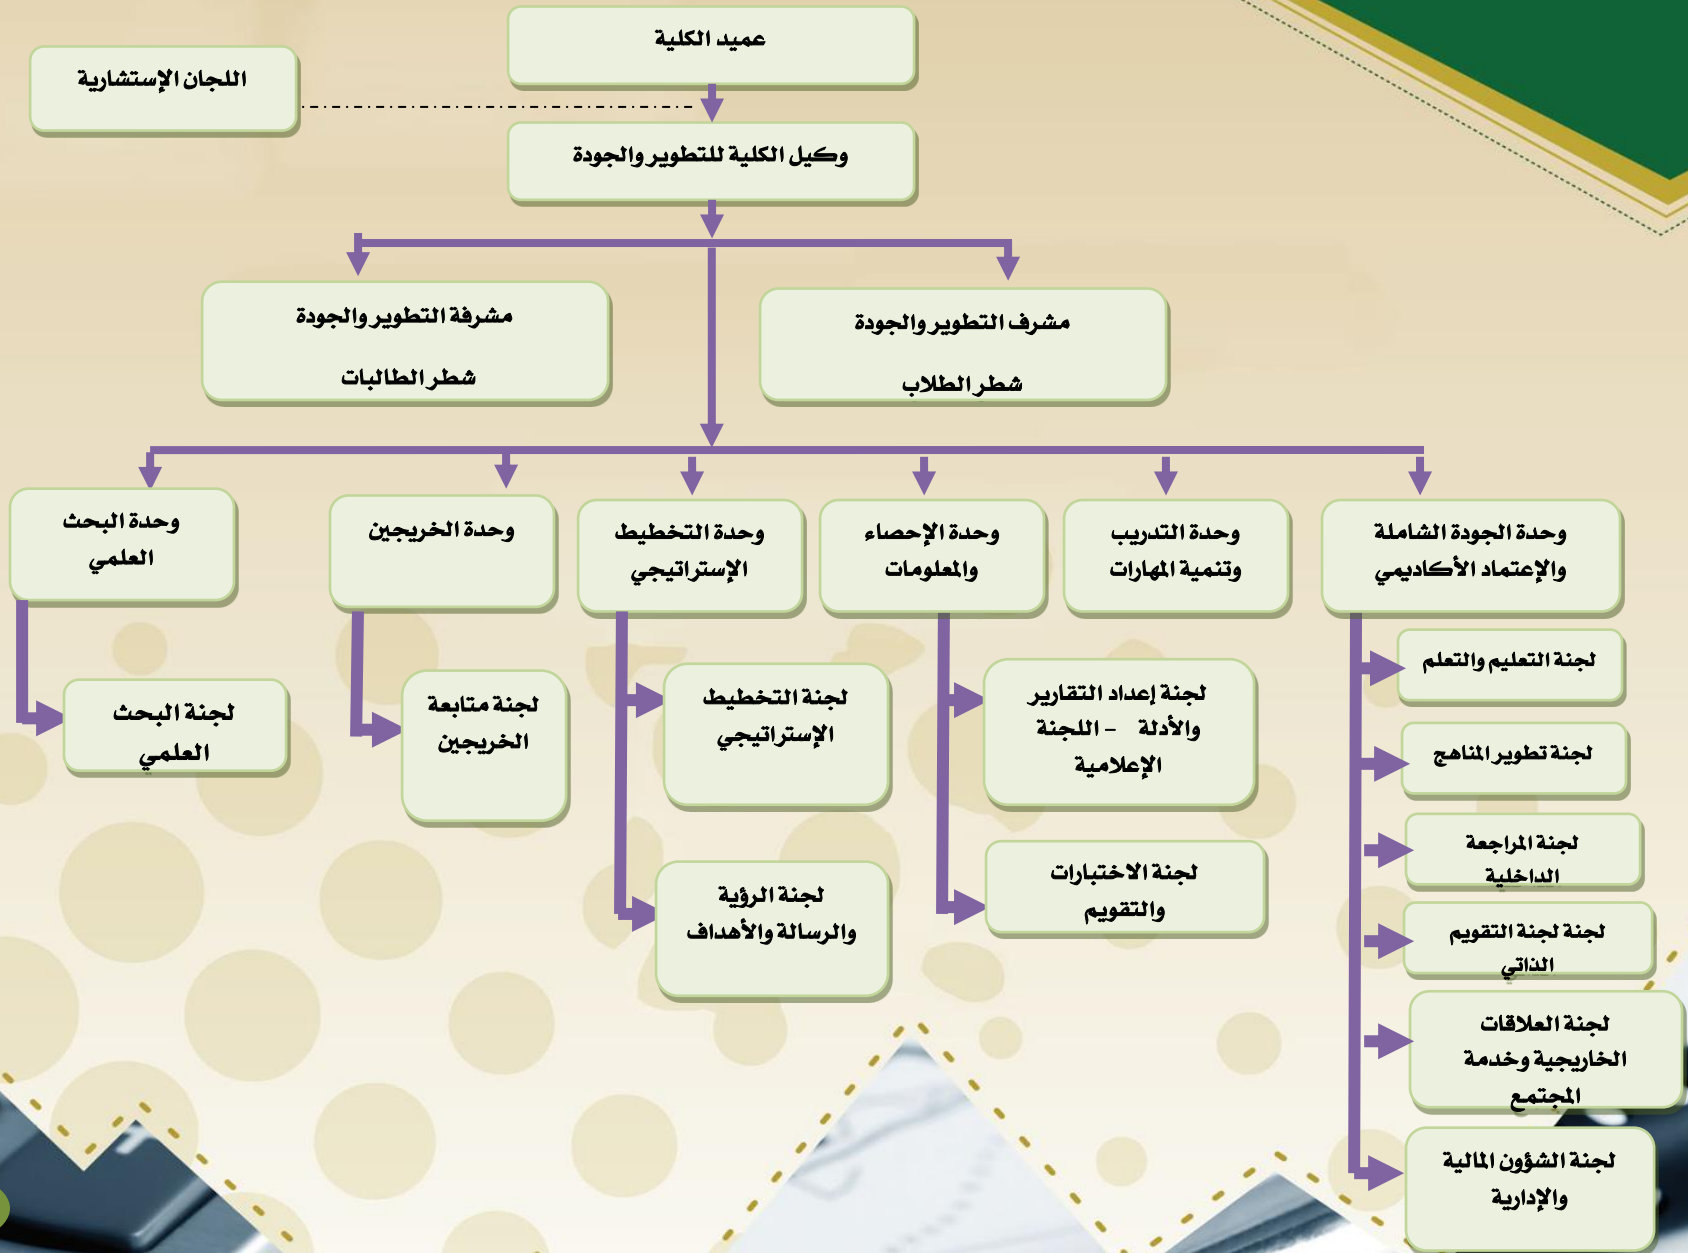 عميد الكلية
اللجان الإستشارية
وكيل الكلية للتطوير والجودة
مشرف التطوير والجودة
شطر الطلاب
مشرفة التطوير والجودة
شطر الطالبات
وحدة الجودة الشاملة
والإعتماد الأكاديمي
وحدة التدريب
وتنمية المهارات
وحدة الإحصاء
والمعلومات
وحدة التخطيط
الإستراتيجي
وحدة الخريجين
وحدة البحث
العلمي
لجنة التعليم والتعلم
لجنة تطوير المناهج
لجنة المراجعة
الداخلية
لجنة لجنة التقويم
الذاتي
لجنة العلاقات
الخاريجية وخدمة
المجتمع
لجنة الشؤون المالية
والإدارية
لجنة إعداد التقارير
والأدلة – اللجنة
الإعلامية
لجنة الاختبارات
والتقويم
لجنة التخطيط
الإستراتيجي
لجنة الرؤية
والرسالة والأهداف
لجنة متابعة
الخريجين
لجنة البحث
العلمي